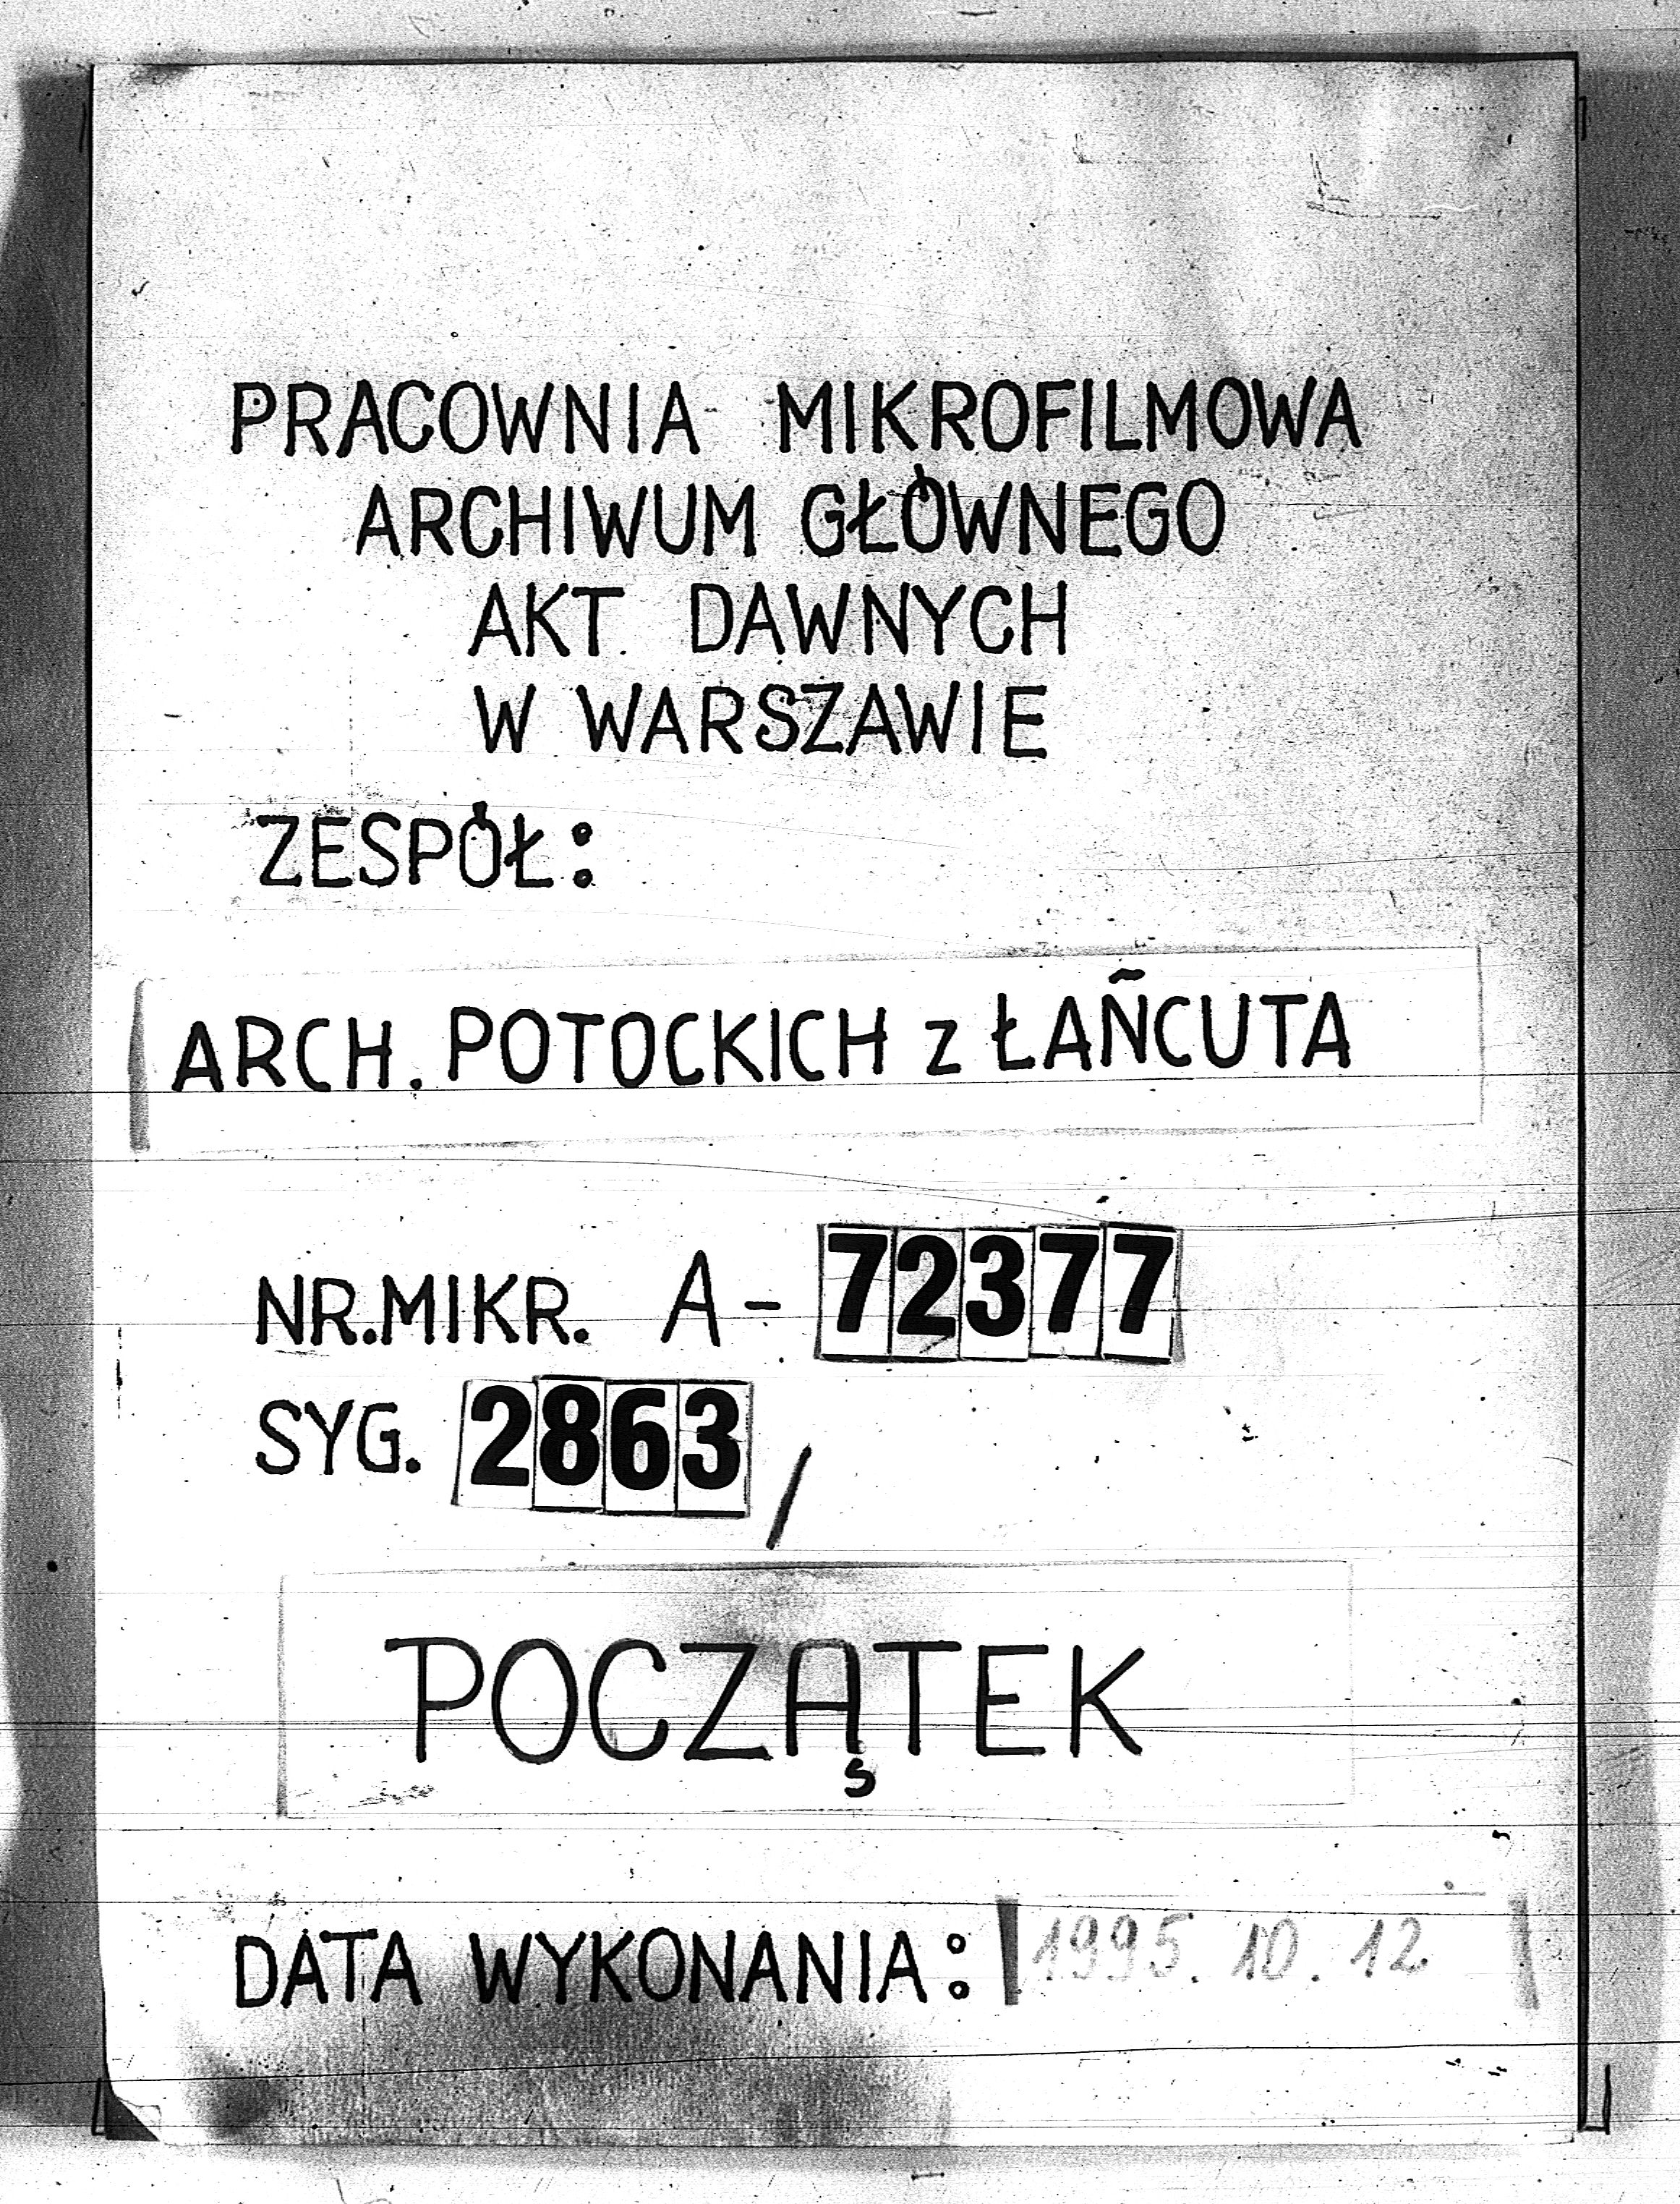 PRACOWNIA MIKROFILMOWA
ARCHIWUM GŁÓWNEGO
AKT DAWNYCH
W WARSZAWIE
ZESPÓŁ:
ARCH. POTOCKICH z ŁAŃCUTA
NR.MIKR. A-72377
SYG. 2863/
POCZĄTEK
DATA WYKONANIA: 1995.10.12